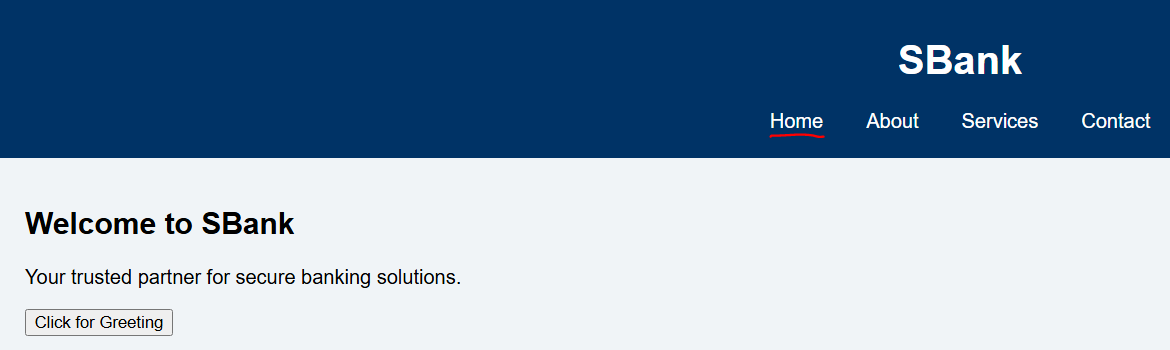 SBank
Home About Services Contact
Welcome to SBank
Your trusted partner for secure banking solutions.
Click for Greeting